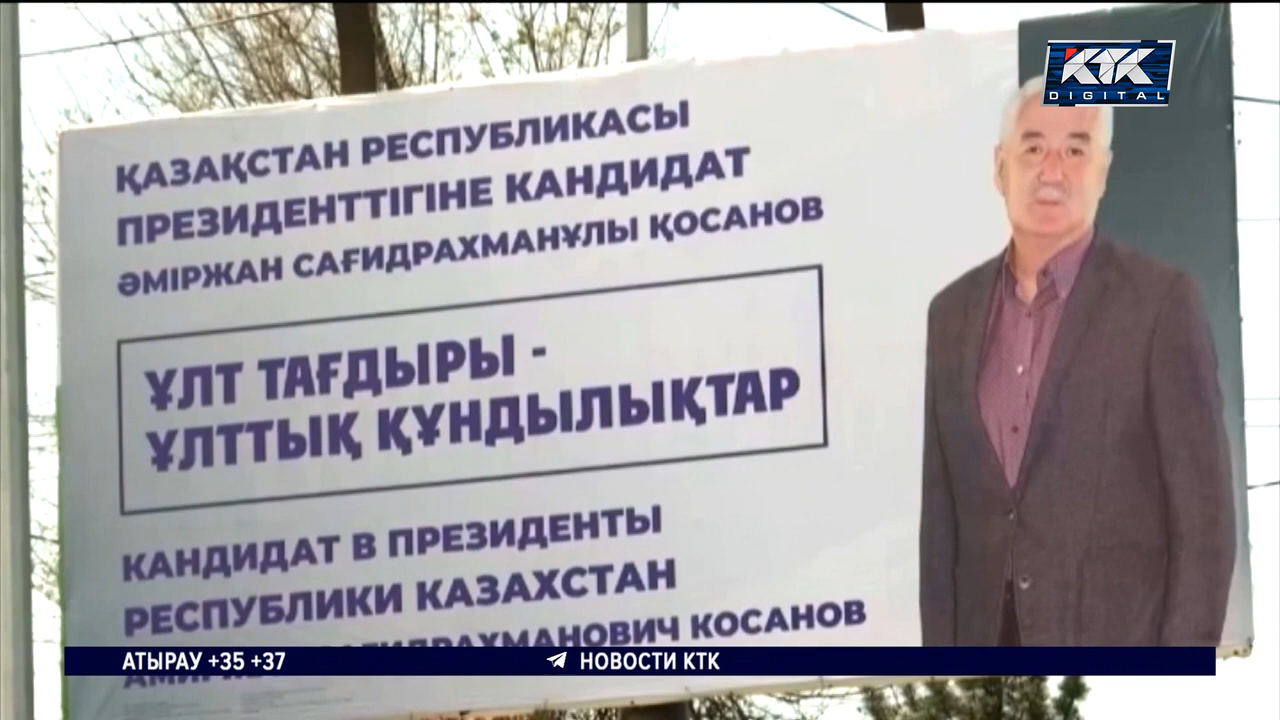 КТК
DIGITAL
ҚАЗАҚСТАН РЕСПУБЛИКАСЫ
ПРЕЗИДЕНТТІГІНЕ КАНДИДАТ
ӘМІРЖАН САҒИДРАХМАНҰЛЫ ҚОСАНОВ
ҰЛТ ТАҒДЫРЫ -
ҰЛТТЫҚ ҚҰНДЫЛЫҚТАР
КАНДИДАТ В ПРЕЗИДЕНТЫ
РЕСПУБЛИКИ КАЗАХСТАН
КОСАНОВ
АТЫРАУ +35 +37
НОВОСТИ КТК